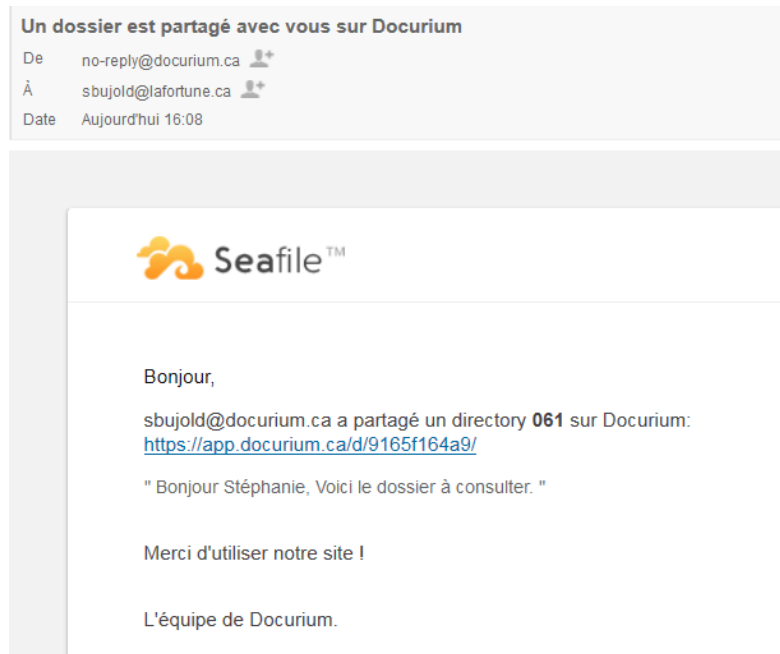 Un dossier est partagé avec vous sur Docurium
De no-reply@docurium.ca
À sbujold@lafortune.ca
Date Aujourd'hui 16:08
Seafile™
Bonjour,
sbujold@docurium.ca a partagé un directory 061 sur Docurium:
https://app.docurium.ca/d/9165f164a9/
" Bonjour Stéphanie, Voici le dossier à consulter. "
Merci d'utiliser notre site !
L'équipe de Docurium.